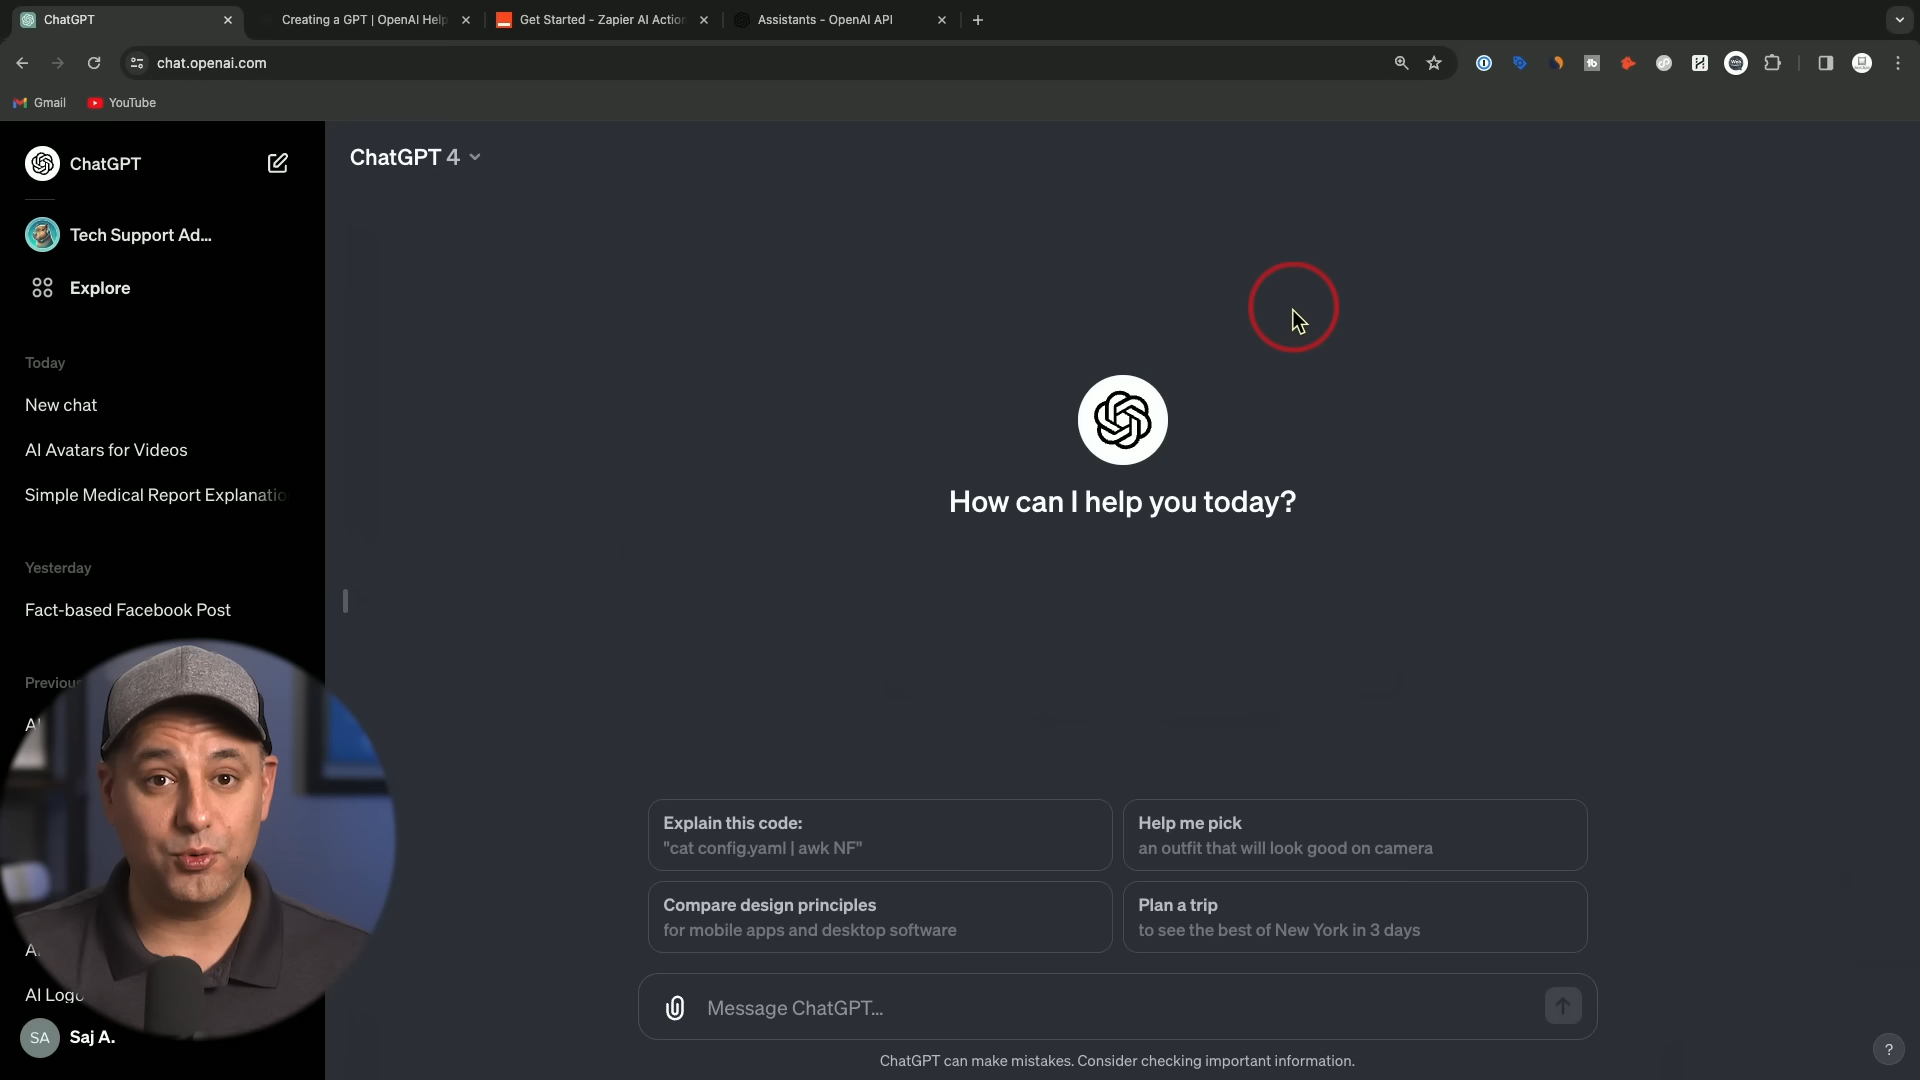 ChatGPT
Creating a GPT | OpenAI Help
Get Started - Zapier AI Action
Assistants - OpenAI API
chat.openai.com
Gmail
YouTube
ChatGPT
ChatGPT 4
Tech Support Ad...
Explore
Today
New chat
AI Avatars for Videos
Simple Medical Report Explanatio
Yesterday
Fact-based Facebook Post
Previous
AI
A
AI Logo
SA
Saj A.
How can I help you today?
Explain this code:
"cat config.yaml | awk NF"
Help me pick
an outfit that will look good on camera
Compare design principles
for mobile apps and desktop software
Plan a trip
to see the best of New York in 3 days
Message ChatGPT...
ChatGPT can make mistakes. Consider checking important information.
?